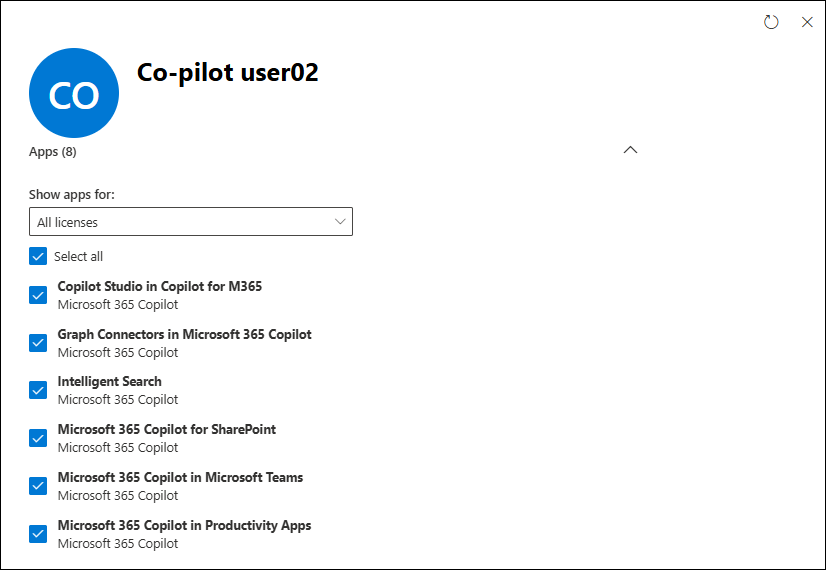 CO
Co-pilot user02
Apps (8)
Show apps for:
All licenses
Select all
Copilot Studio in Copilot for M365
Microsoft 365 Copilot
Graph Connectors in Microsoft 365 Copilot
Microsoft 365 Copilot
Intelligent Search
Microsoft 365 Copilot
Microsoft 365 Copilot for SharePoint
Microsoft 365 Copilot
Microsoft 365 Copilot in Microsoft Teams
Microsoft 365 Copilot
Microsoft 365 Copilot in Productivity Apps
Microsoft 365 Copilot